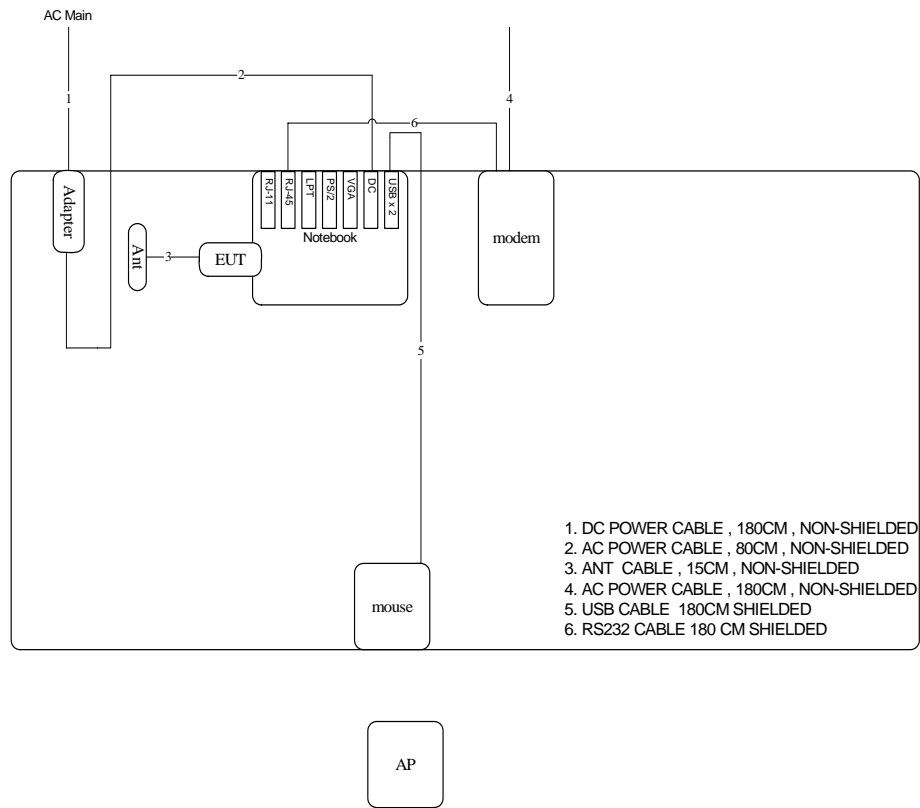 AC Main
2
1
4
6
Adapter
RJ-11
RJ-45
LPT
PS/2
VGA
DC
USB x 2
Notebook
Ant
3
EUT
modem
5
1. DC POWER CABLE , 180CM , NON-SHIELDED
2. AC POWER CABLE , 80CM , NON-SHIELDED
3. ANT CABLE , 15CM , NON-SHIELDED
4. AC POWER CABLE , 180CM , NON-SHIELDED
5. USB CABLE 180CM SHIELDED
6. RS232 CABLE 180 CM SHIELDED
mouse
AP